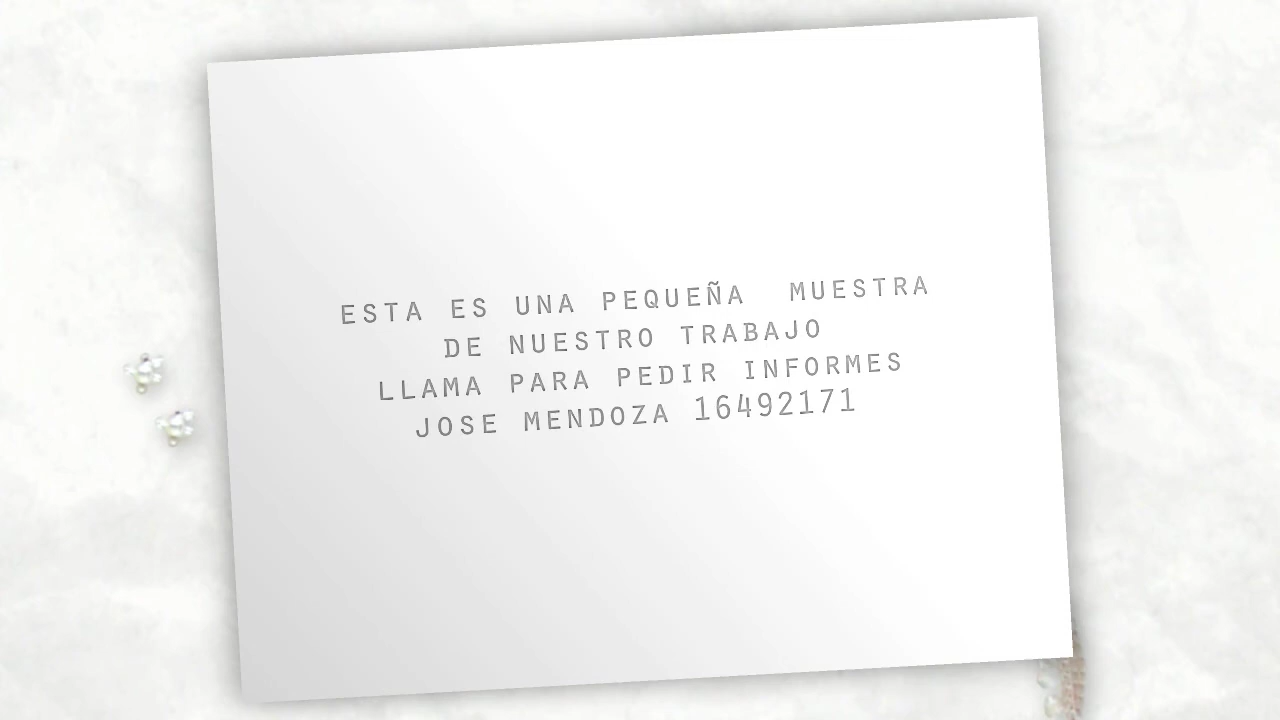 ESTA ES UNA PEQUEÑA MUESTRA
DE NUESTRO TRABAJO
LLAMA PARA PEDIR INFORMES
JOSE MENDOZA 16492171